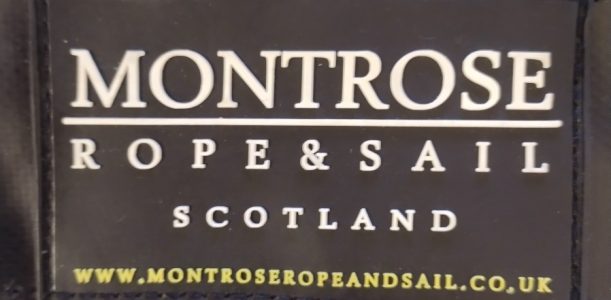 MONTROSE
ROPE & SAIL
SCOTLAND
WWW.MONTROSEROPEANDSAIL.CO.UK